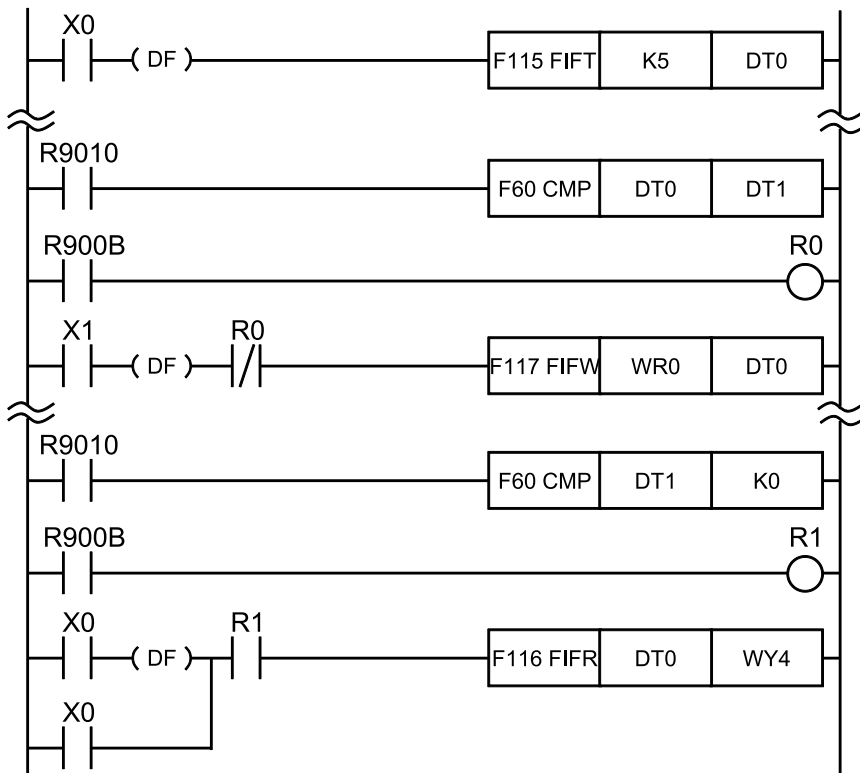 X0
( DF )
F115 FIFT K5 DT0
R9010
F60 CMP DT0 DT1
R900B
R0
X1
R0
( DF )
F117 FIFW WR0 DT0
R9010
F60 CMP DT1 K0
R900B
R1
X0
R1
( DF )
F116 FIFR DT0 WY4
X0